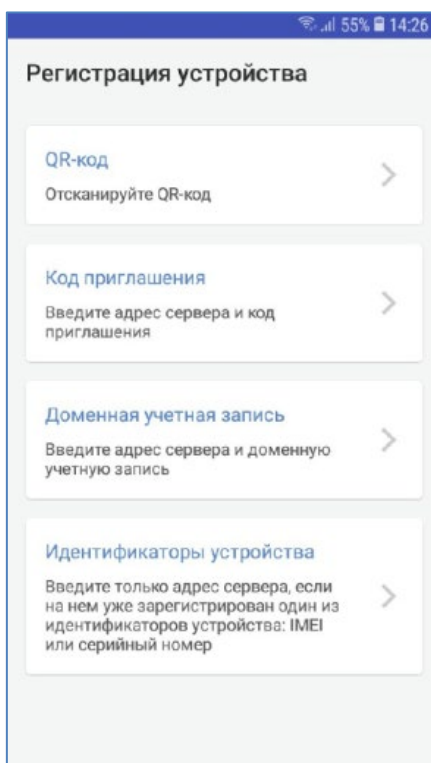 55% 14:26
Регистрация устройства
QR-код
Отсканируйте QR-код
Код приглашения
Введите адрес сервера и код
приглашения
Доменная учетная запись
Введите адрес сервера и доменную
учетную запись
Идентификаторы устройства
Введите только адрес сервера, если
на нем уже зарегистрирован один из
идентификаторов устройства: IMEI
или серийный номер